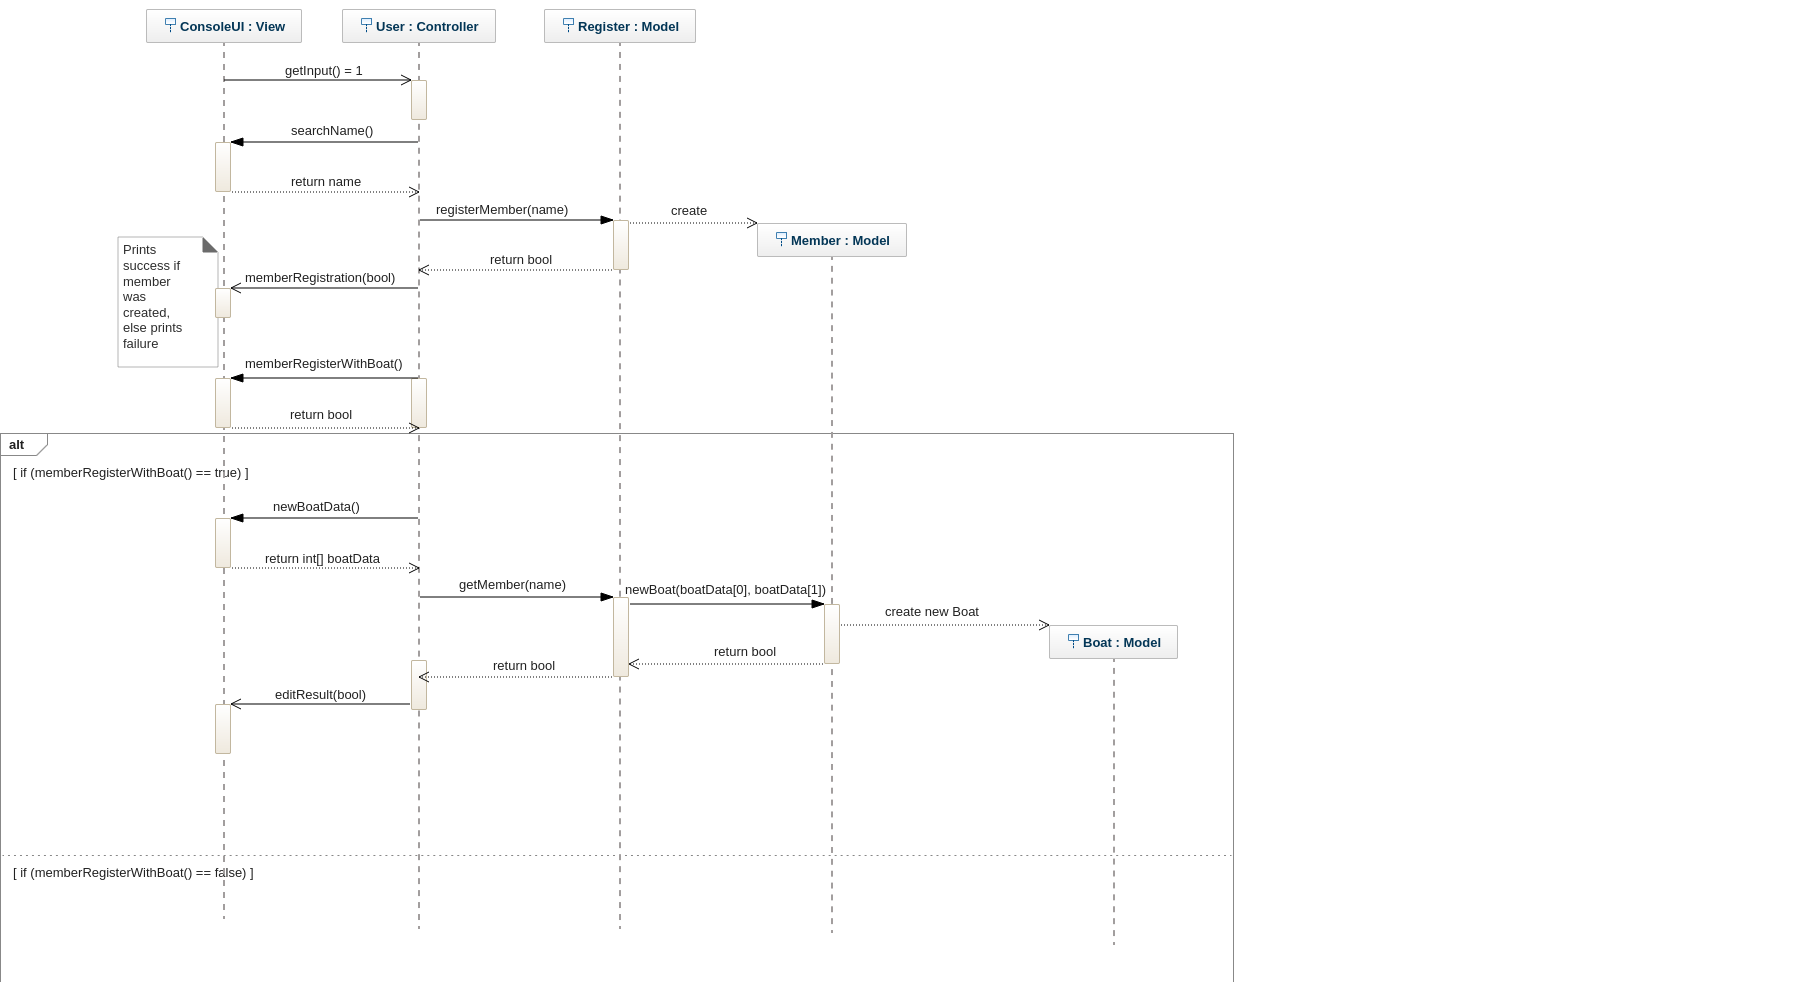 ConsoleUI : View
User : Controller
Register : Model
getInput() = 1
searchName()
return name
registerMember(name)
create
Member : Model
return bool
Prints
success if
member
was
created,
else prints
failure
memberRegistration(bool)
memberRegisterWithBoat()
return bool
alt
[ if (memberRegisterWithBoat() == true) ]
newBoatData()
return int[] boatData
getMember(name)
newBoat(boatData[0], boatData[1])
create new Boat
Boat : Model
return bool
return bool
editResult(bool)
[ if (memberRegisterWithBoat() == false) ]